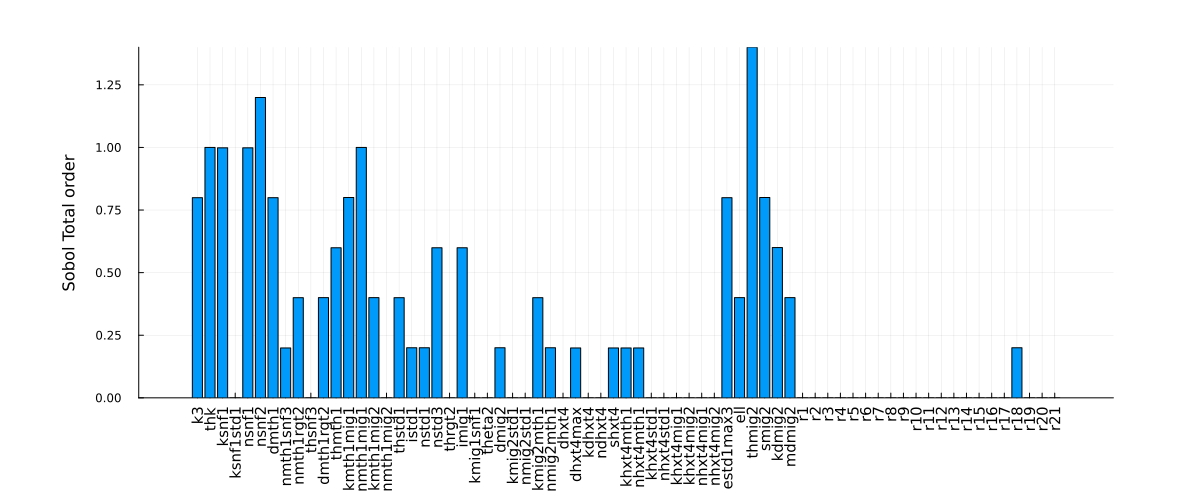 Sobol Total order
1.25
1.00
0.75
0.50
0.25
0.00
k3
thk
ksnf1
ksnf1std1
nsnf1
nsnf2
dmth1
nmth1snf3
nmth1rgt2
thsnf3
dmth1rgt2
thmth1
kmth1mig1
nmth1mig1
kmth1mig2
nmth1mig2
thstd1
istd1
nstd1
nstd3
thrgt2
imig1
kmig1snf1
theta2
dmig2
kmig2std1
nmig2std1
kmig2mth1
nmig2mth1
dhxt4
dhxt4max
kdhxt4
ndhxt4
shxt4
khxt4mth1
nhxt4mth1
khxt4std1
nhxt4std1
khxt4mig1
khxt4mig2
nhxt4mig1
nhxt4mig2
estd1max3
ell
thmig2
smig2
kdmig2
mdmig2
r1
r2
r3
r4
r5
r6
r7
r8
r9
r10
r11
r12
r13
r14
r15
r16
r17
r18
r19
r20
r21